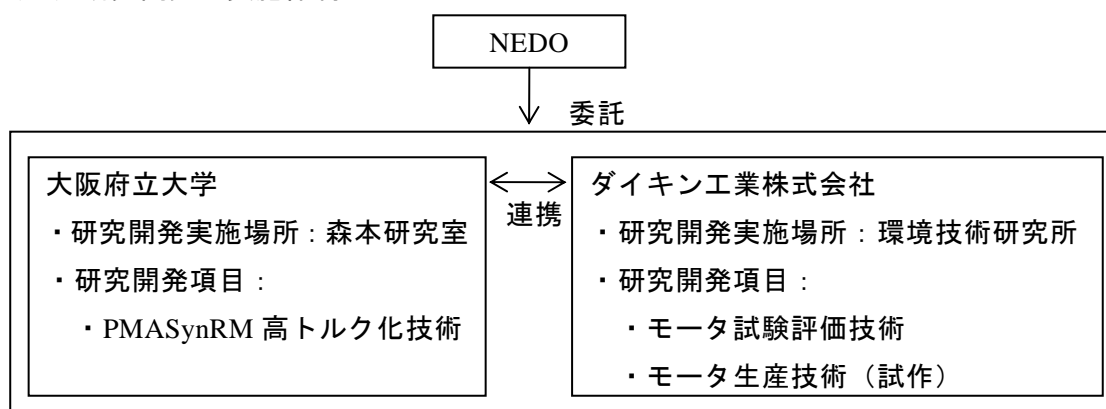 NEDO
委託
大阪府立大学
・研究開発実施場所：森本研究室
・研究開発項目：
・PMASynRM 高トルク化技術
連携
ダイキン工業株式会社
・研究開発実施場所：環境技術研究所
・研究開発項目：
・モータ試験評価技術
・モータ生産技術（試作）